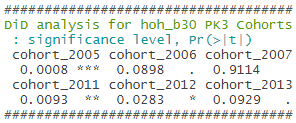 ####################################
DiD analysis for hoh_b30 PK3 Cohorts
: significance level, Pr(>|t|)
cohort_2005 cohort_2006 cohort_2007
0.0008 *** 0.0898 . 0.9114
cohort_2011 cohort_2012 cohort_2013
0.0093 ** 0.0283 * 0.0929 .
####################################